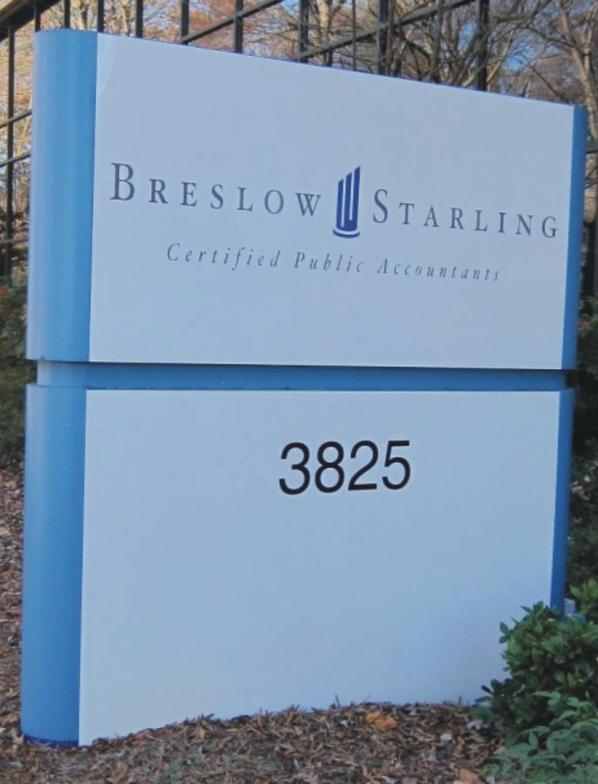 BRESLOW STARLING
Certified Public Accountants
3825